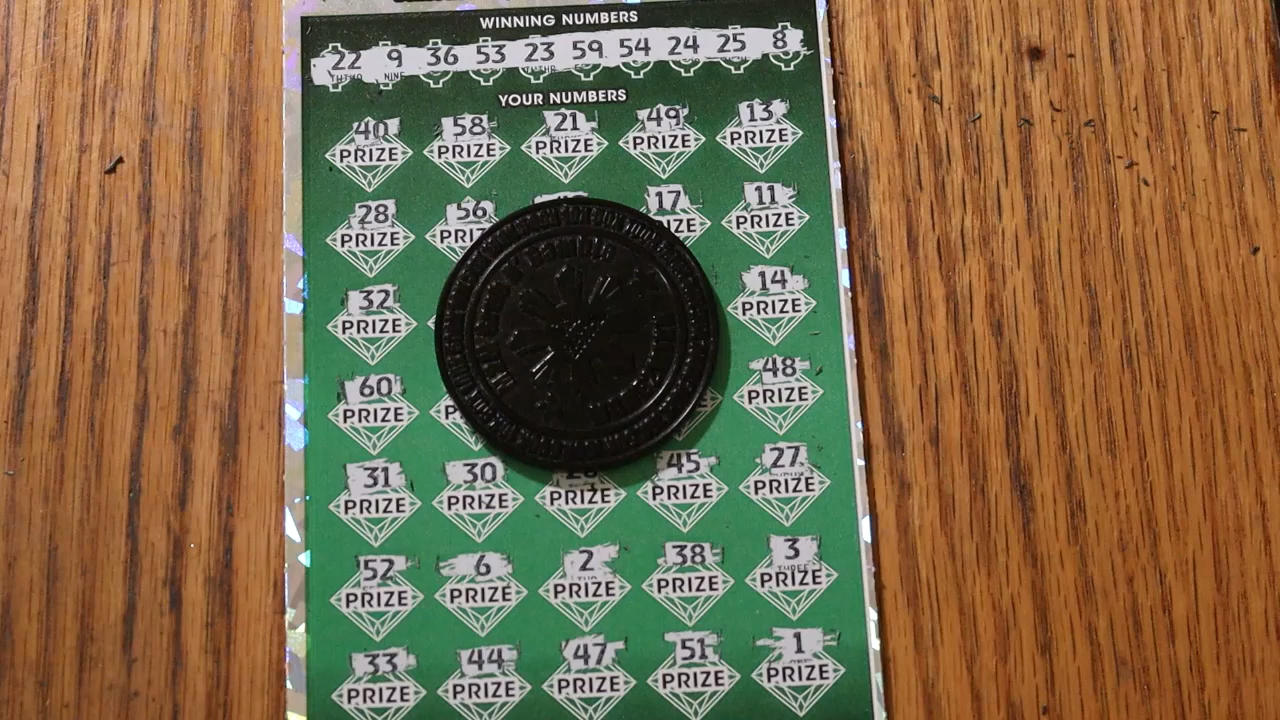 WINNING NUMBERS
22 9 36 53 23 59 54 24 25 8
NINE
YOUR NUMBERS
40 58 21 49 13
PRIZE PRIZE PRIZE PRIZE PRIZE
28 56 17 11
PRIZE PRIZE
32 14
PRIZE PRIZE
60 48
PRIZE PRIZE
31 30 45 27
PRIZE PRIZE PRIZE PRIZE PRIZE
52 6 2 38 3
TWO THREE
PRIZE PRIZE PRIZE PRIZE PRIZE
33 44 47 51 1
PRIZE PRIZE PRIZE PRIZE PRIZE